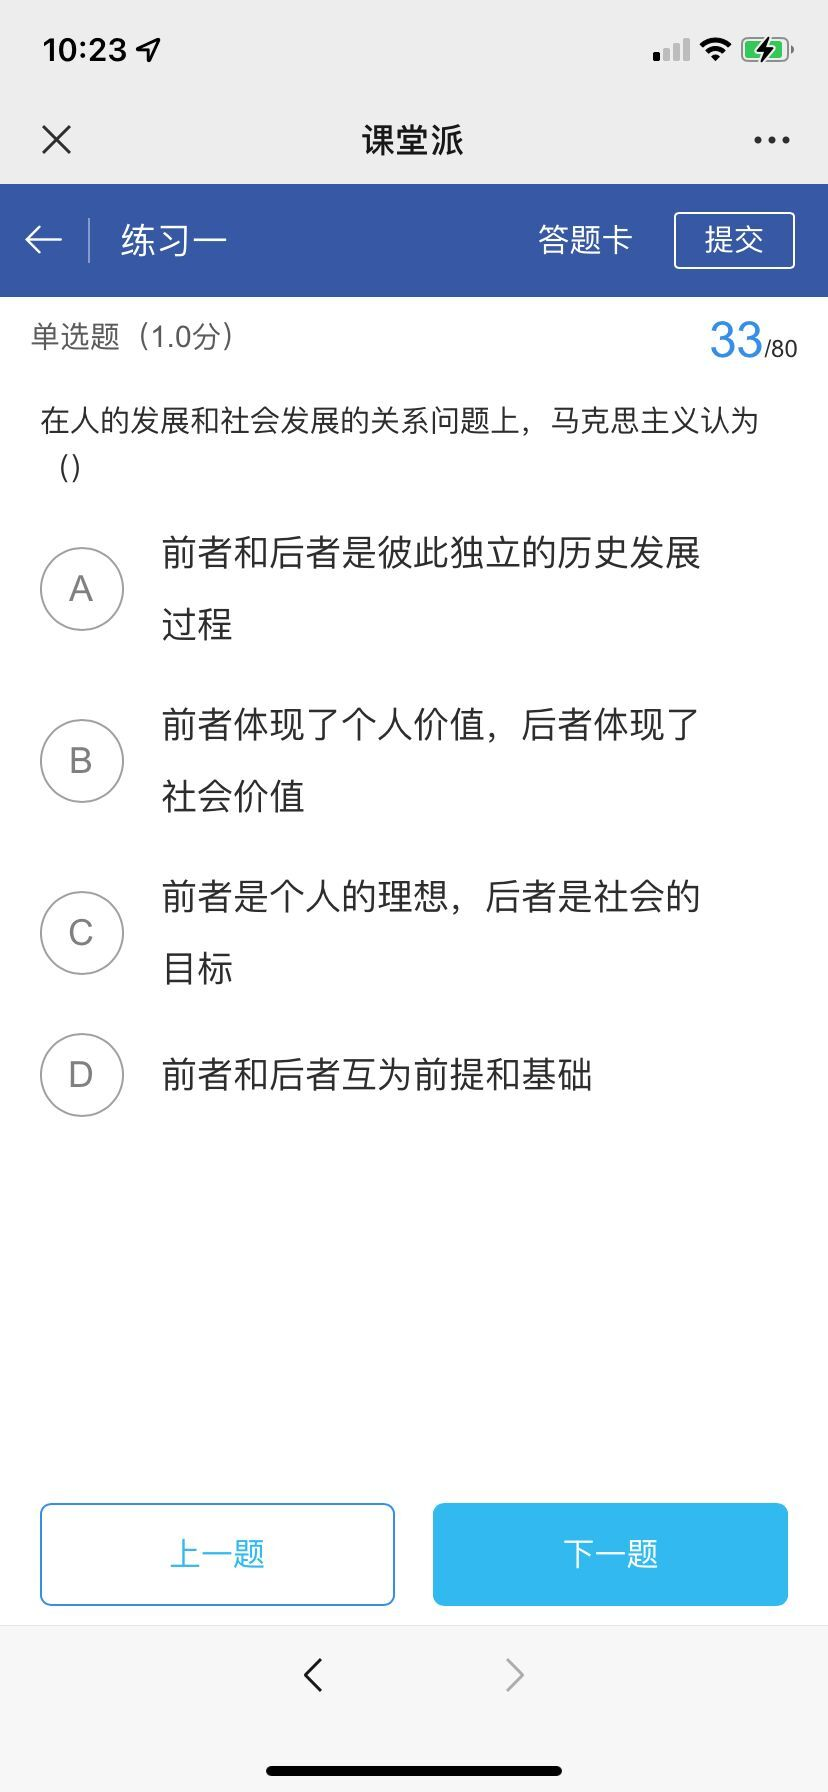 10:23
课堂派
练习一
答题卡
提交
单选题（1.0分）
33/80
在人的发展和社会发展的关系问题上，马克思主义认为
()
A
前者和后者是彼此独立的历史发展
过程
B
前者体现了个人价值，后者体现了
社会价值
C
前者是个人的理想，后者是社会的
目标
D
前者和后者互为前提和基础
上一题
下一题